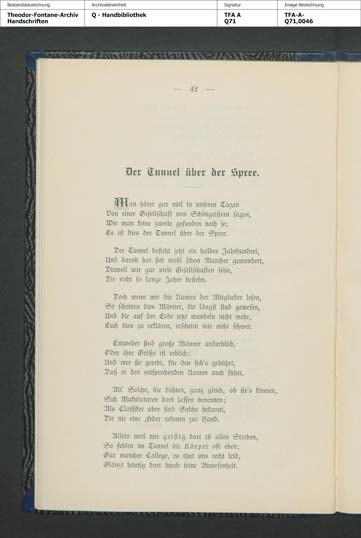 Bestandsbezeichnung
Archivalieneinheit
Signatur
Image Bezeichnung
Theodor-Fontane-Archiv
Handschriften
Q - Handbibliothek
TFA A
Q71
TFA-A-
Q71,0046
— 42 —
Der Tunnel über der Spree.
Man höret gar viel in unseren Tagen
Von einer Gesellschaft von Schöngeistern sagen,
Wie man keine zweite gefunden noch je;
Es ist dies der Tunnel über der Spree.
Der Tunnel besteht jetzt ein halbes Jahrhundert,
Und darob hat sich wohl schon Mancher gewundert,
Dieweil wir gar viele Gesellschaften sehn,
Die nicht so lange Jahre bestehn.
Doch wenn wir die Namen der Mitglieder lesen,
So scheinen dies Männer, die längst sind gewesen,
Und die auf der Erde jetzt wandeln nicht mehr,
Euch dies zu erklären, erscheint mir nicht schwer.
Entweder sind große Männer unsterblich,
Oder ihre Größe ist erblich;
Und wer sie geerbt, für den sich's gebühret,
Daß er den entsprechenden Namen auch führet.
All' Solche, die dichten, ganz gleich, ob sie's können,
Sich Makulaturen dort lassen benennen;
Als Classiker aber sind Solche bekannt,
Die nie eine Feder nehmen zur Hand.
Allein weil nur geistig dort ist alles Streben,
So fehlen im Tunnel die Körper oft eben;
Gar mancher College, es thut uns recht leid,
Glänzt häufig dort durch seine Abwesenheit.